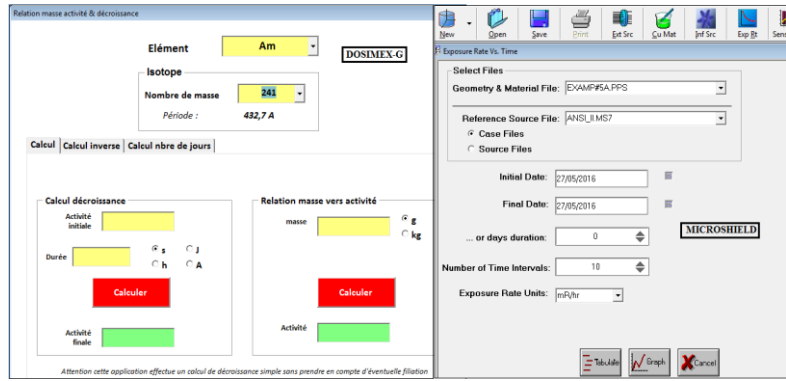 Relation masse activité & décroissance
Elément
Am
DOSIMEX-G
Isotope
Nombre de masse
241
Période :
432,7 A
Calcul
Calcul inverse
Calcul nbre de jours
Calcul décroissance
Activité
initiale
Durée
s
J
h
A
Calculer
Activité
finale
Relation masse vers activité
masse
g
kg
Calculer
Activité
Attention cette application effectue un calcul de décroissance simple sans prendre en compte d'éventuelle filiation
New
Open
Save
Print
Ext Src
Cu Mat
Inf Src
Exp Rt
Exposure Rate Vs. Time
Select Files
Geometry & Material File:
EXAMP#5A.PPS
Reference Source File:
ANSI_II.MS7
Case Files
Source Files
Initial Date:
27/05/2016
Final Date:
27/05/2016
... or days duration:
0
MICROSHIELD
Number of Time Intervals:
10
Exposure Rate Units:
mR/hr
Tabulate
Graph
Cancel